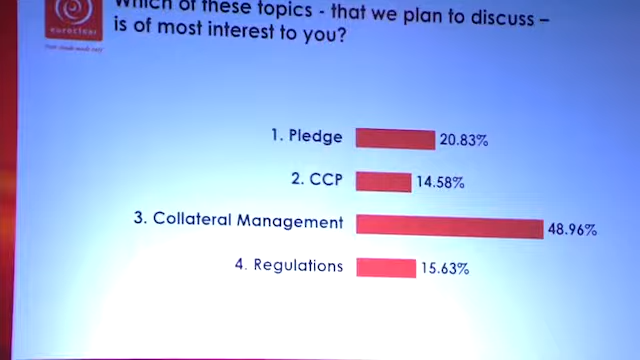 Which of these topics - that we plan to discuss –
is of most interest to you?
euroclear
1. Pledge
20.83%
2. CCP
14.58%
3. Collateral Management
48.96%
4. Regulations
15.63%